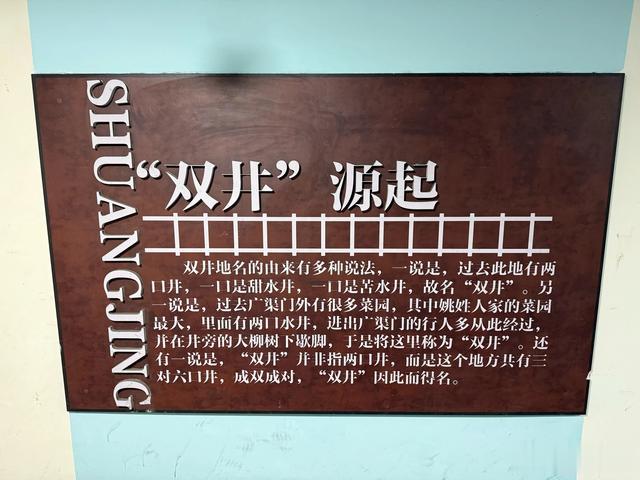 SHUANGJING
“双井”源起
双井地名的由来有多种说法，一说是，过去此地有两
口井，一口是甜水井，一口是苦水井，故名“双井”。另
一说是，过去广渠门外有很多菜园，其中姚姓人家的菜园
最大，里面有两口水井，进出广渠门的行人多从此经过，
并在井旁的大柳树下歇脚，于是将这里称为“双井”。还
有一说是，“双井”并非指两口井，而是这个地方共有三
对六口井，成双成对，“双井”因此而得名。